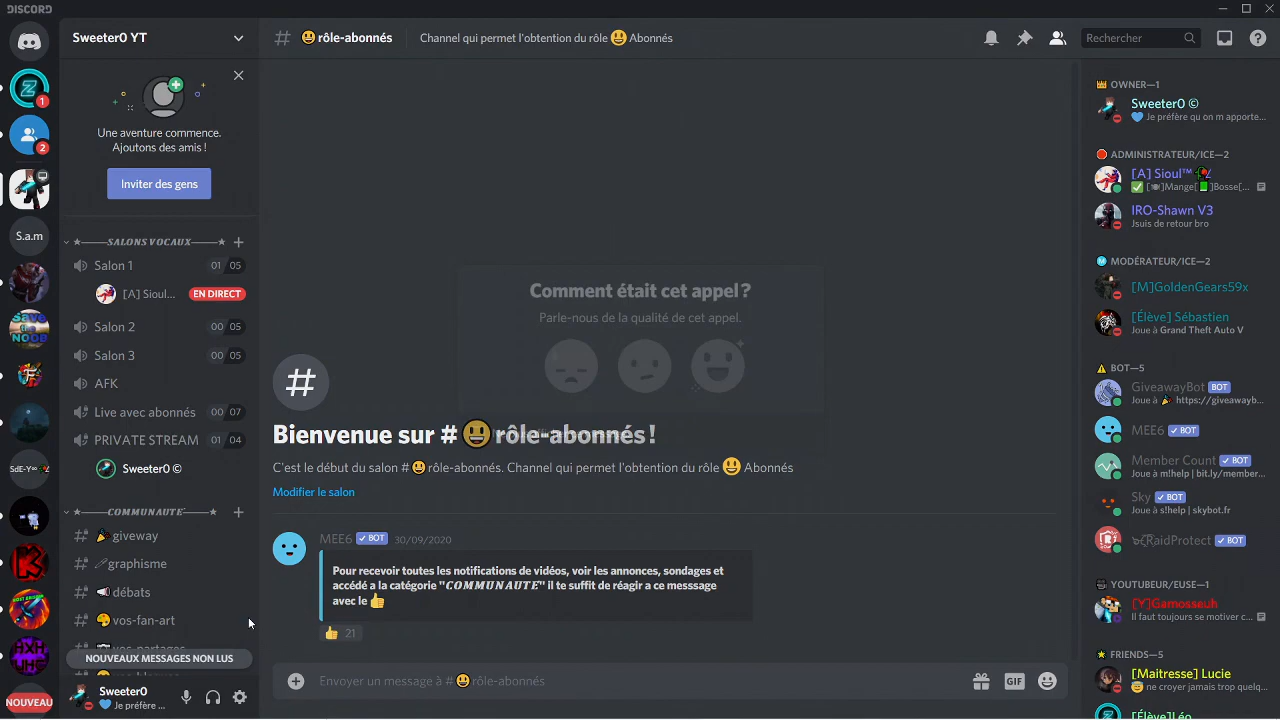 DISCORD
Sweeter0 YT
Une aventure commence.
Ajoutons des amis !
Inviter des gens
SALONS VOCAUX
Salon 1 01 05
[A] Sioul... EN DIRECT
Salon 2 00 05
Salon 3 00 05
AFK
Live avec abonnés 00 07
PRIVATE STREAM 01 04
Sweeter0 ©
COMMUNAUTE
giveway
graphisme
débats
vos-fan-art
vos-partages
NOUVEAUX MESSAGES NON LUS
Sweeter0
Je préfère ...
1
2
S.a.m
SdE-Y
NOUVEAU
# 😃 rôle-abonnés
Channel qui permet l'obtention du rôle 😃 Abonnés
Rechercher
Comment était cet appel ?
Parle-nous de la qualité de cet appel.
Bienvenue sur # 😃 rôle-abonnés !
C'est le début du salon # 😃 rôle-abonnés. Channel qui permet l'obtention du rôle 😃 Abonnés
Modifier le salon
MEE6 ✓ BOT 30/09/2020
Pour recevoir toutes les notifications de vidéos, voir les annonces, sondages et
accédé a la catégorie "COMMUNAUTE" il te suffit de réagir a ce message
avec le 👍
👍 21
Envoyer un message à # 😃 rôle-abonnés
GIF
OWNER—1
Sweeter0 ©
💙 Je préfère qu on m apporte...
ADMINISTRATEUR/ICE—2
[A] Sioul™
✅ [🍽]Mange[📗]Bosse[...
IRO-Shawn V3
Jsuis de retour bro
MODÉRATEUR/ICE—2
[M]GoldenGears59x
[Élève] Sébastien
Joue à Grand Theft Auto V
BOT—5
GiveawayBot BOT
Joue à 🎉 https://giveawayb...
MEE6 ✓ BOT
Member Count ✓ BOT
Joue à m!help | bit.ly/member...
Sky ✓ BOT
Joue à s!help | skybot.fr
RaidProtect ✓ BOT
YOUTUBEUR/EUSE—1
[Y]Gamosseuh
Il faut toujours se motiver c...
FRIENDS—5
[Maitresse] Lucie
😇 ne croyer jamais trop quelq...
[Élève]Léo